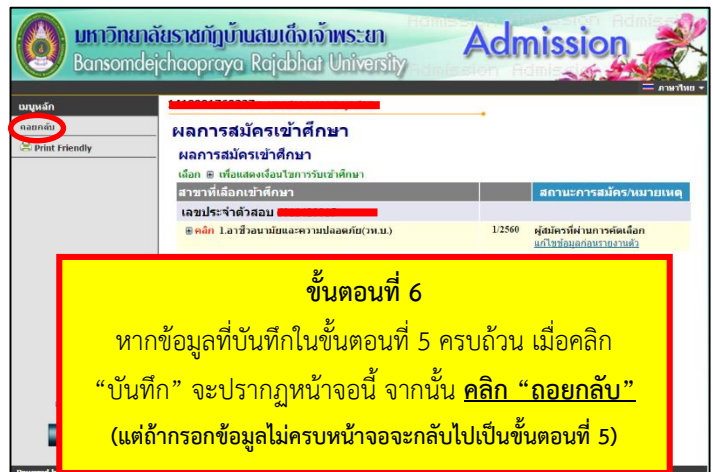 มหาวิทยาลัยราชภัฏบ้านสมเด็จเจ้าพระยา
Bansomdejchaopraya Rajabhat University
Admission
ภาษาไทย
เมนูหลัก
ถอยกลับ
Print Friendly
ผลการสมัครเข้าศึกษา
ผลการสมัครเข้าศึกษา
เลือก เพื่อแสดงเงื่อนไขการรับเข้าศึกษา
สาขาที่เลือกเข้าศึกษา สถานะการสมัคร/หมายเหตุ
เลขประจำตัวสอบ
คลิก 1.อาชีวอนามัยและความปลอดภัย(วท.บ.) 1/2560 ผู้สมัครที่ผ่านการคัดเลือก
แก้ไขข้อมูลก่อนรายงานตัว
ขั้นตอนที่ 6
หากข้อมูลที่บันทึกในขั้นตอนที่ 5 ครบถ้วน เมื่อคลิก
“บันทึก” จะปรากฏหน้าจอนี้ จากนั้น คลิก “ถอยกลับ”
(แต่ถ้ากรอกข้อมูลไม่ครบหน้าจอจะกลับไปเป็นขั้นตอนที่ 5)